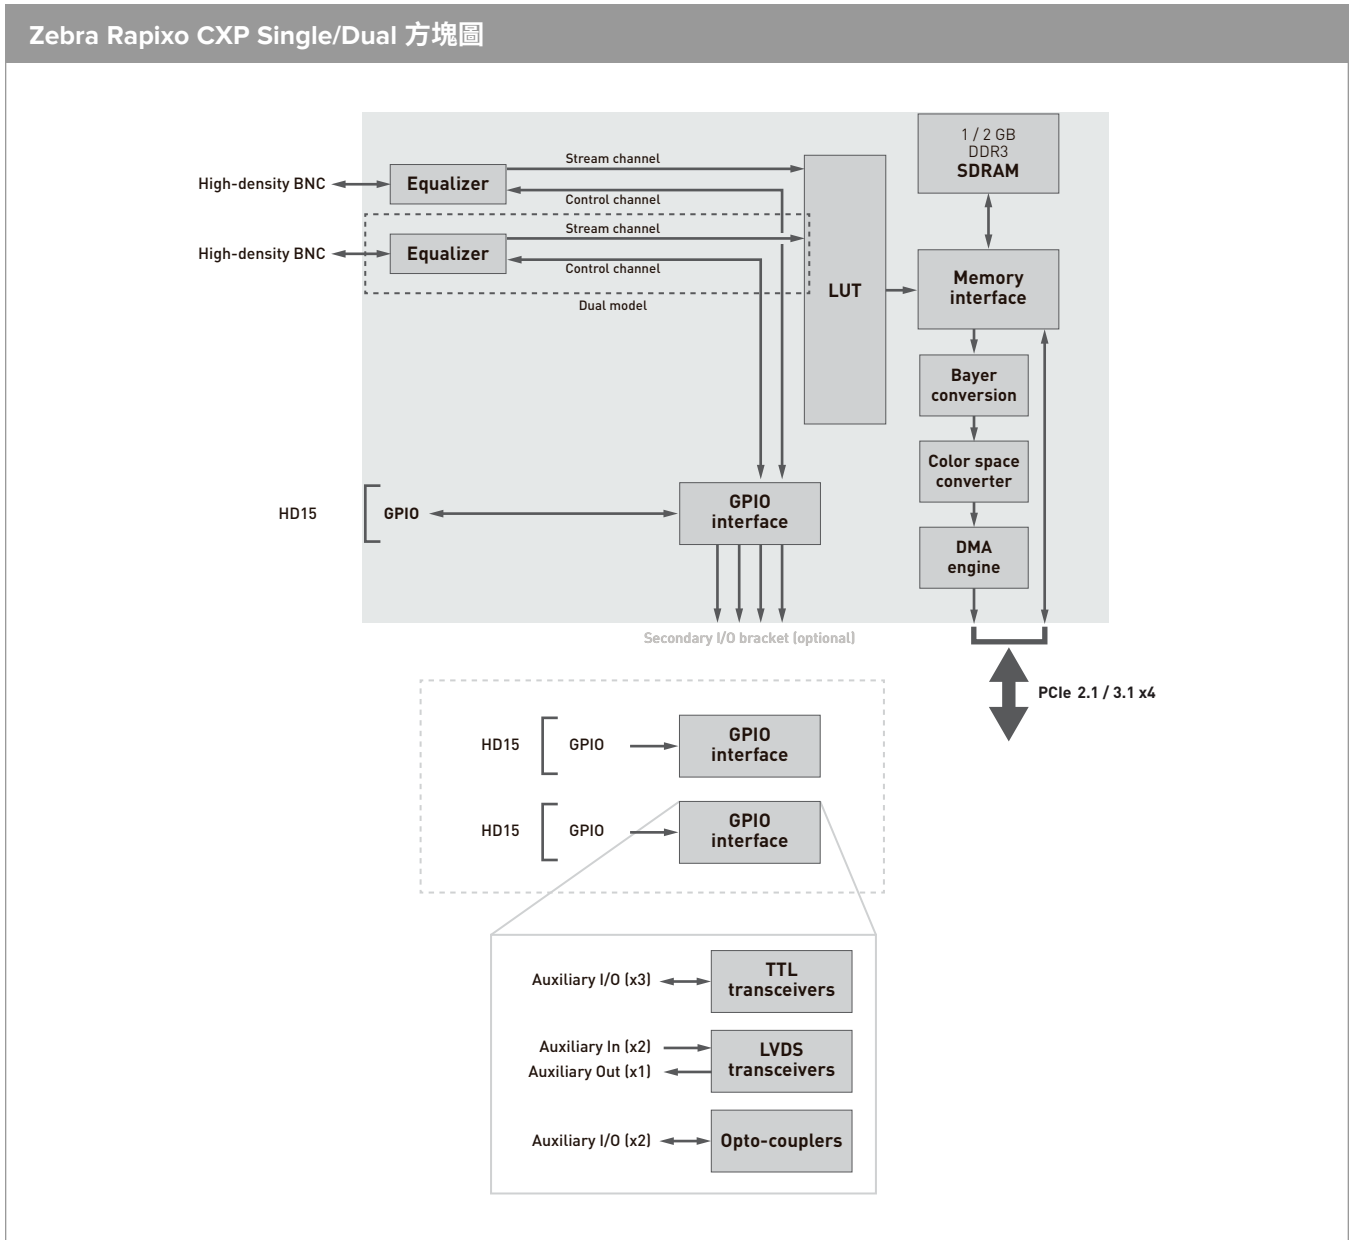 Zebra Rapixo CXP Single/Dual 方塊圖
1 / 2 GB
DDR3
SDRAM
High-density BNC
Equalizer
Stream channel
Control channel
High-density BNC
Equalizer
Stream channel
Control channel
Dual model
LUT
Memory
interface
Bayer
conversion
Color space
converter
DMA
engine
HD15
GPIO
GPIO
interface
Secondary I/O bracket (optional)
PCIe 2.1 / 3.1 x4
HD15
GPIO
GPIO
interface
HD15
GPIO
GPIO
interface
Auxiliary I/O (x3)
TTL
transceivers
Auxiliary In (x2)
Auxiliary Out (x1)
LVDS
transceivers
Auxiliary I/O (x2)
Opto-couplers